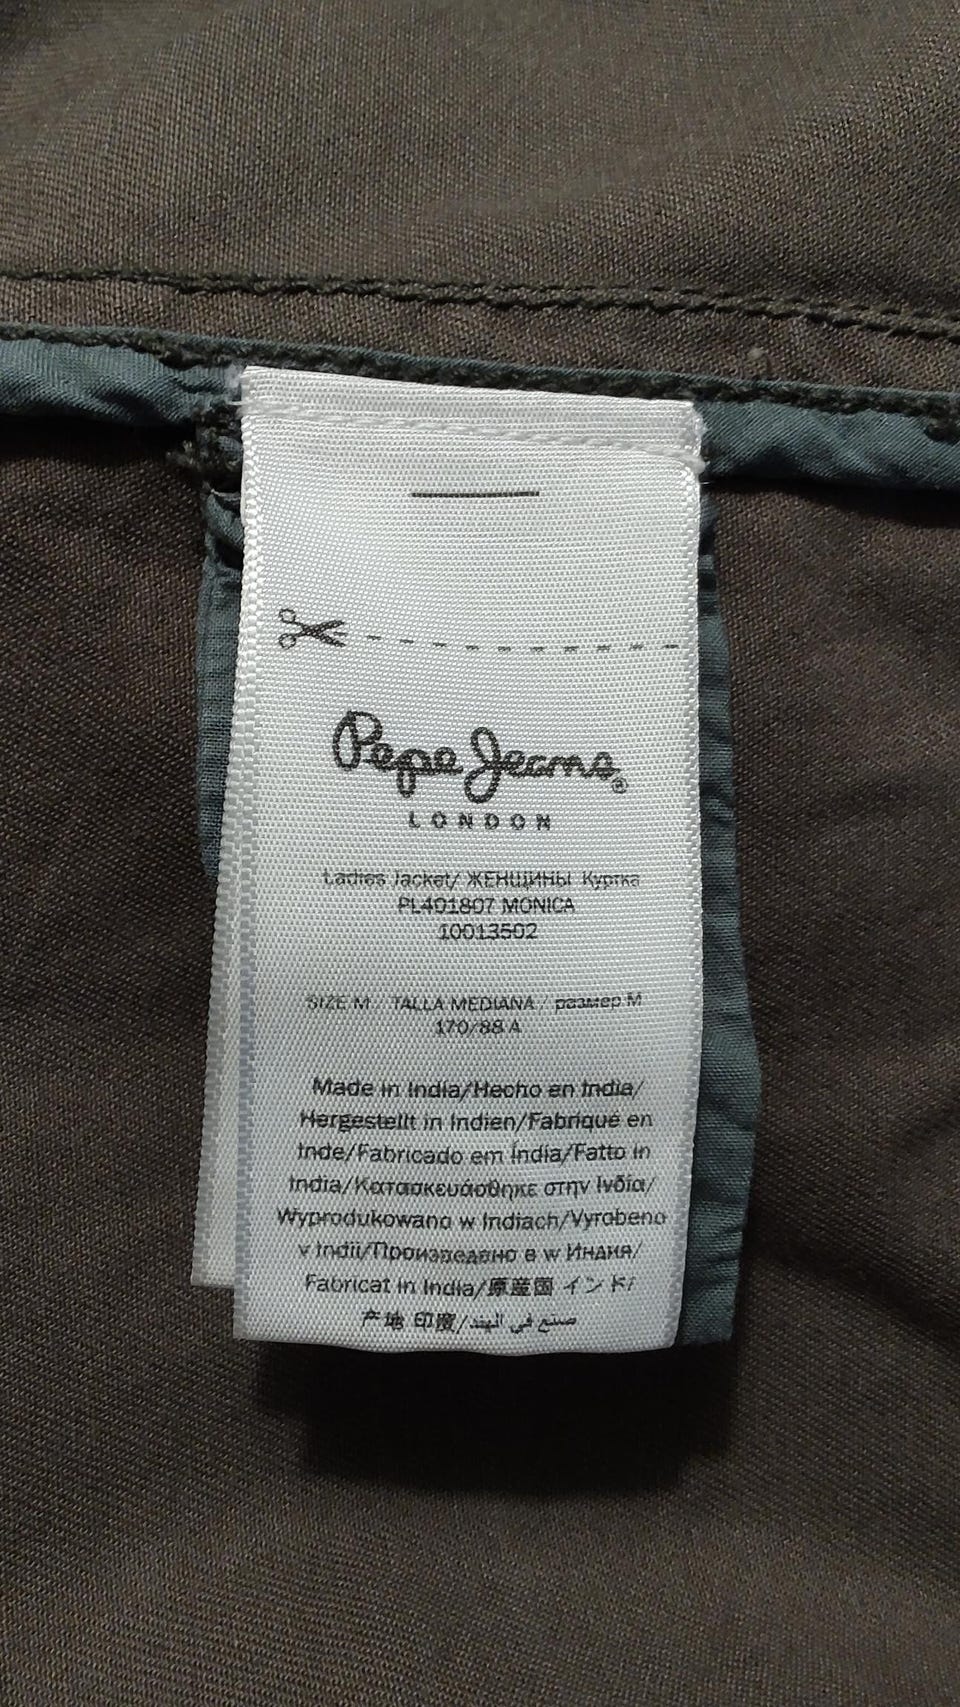 Pepe Jeans®
LONDON
Ladies Jacket/ ЖЕНЩИНЫ Куртка
PL401807 MONICA
10013502
SIZE M / TALLA MEDIANA / размер M
170/88 A
Made in India/Hecho en India/
Hergestellt in Indien/Fabriqué en
Inde/Fabricado em Índia/Fatto in
India/Κατασκευάσθηκε στην Ινδία/
Wyprodukowano w Indiach/Vyrobeno
v Indii/Произведено в w Индия/
Fabricat in India/原産国 インド/
产地 印度/صنع في الهند